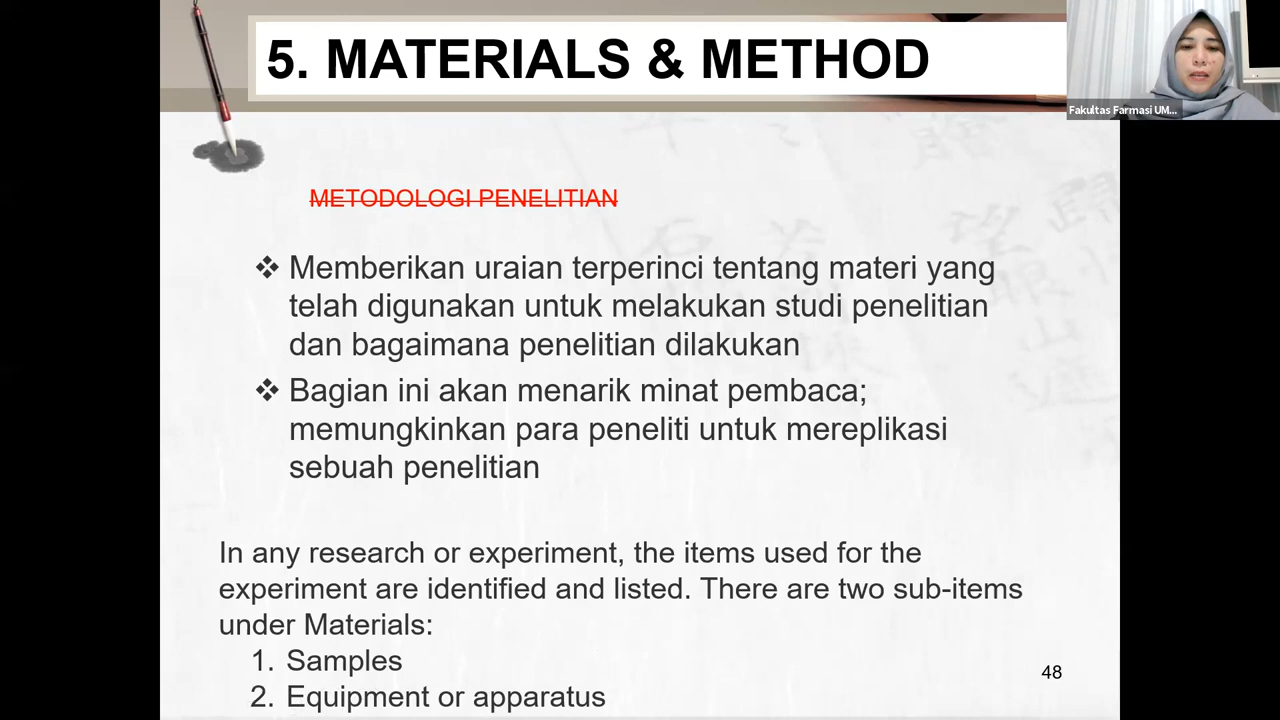 5. MATERIALS & METHOD
Fakultas Farmasi UM...
METODOLOGI PENELITIAN
❖ Memberikan uraian terperinci tentang materi yang
telah digunakan untuk melakukan studi penelitian
dan bagaimana penelitian dilakukan
❖ Bagian ini akan menarik minat pembaca;
memungkinkan para peneliti untuk mereplikasi
sebuah penelitian
In any research or experiment, the items used for the
experiment are identified and listed. There are two sub-items
under Materials:
1. Samples
2. Equipment or apparatus
48